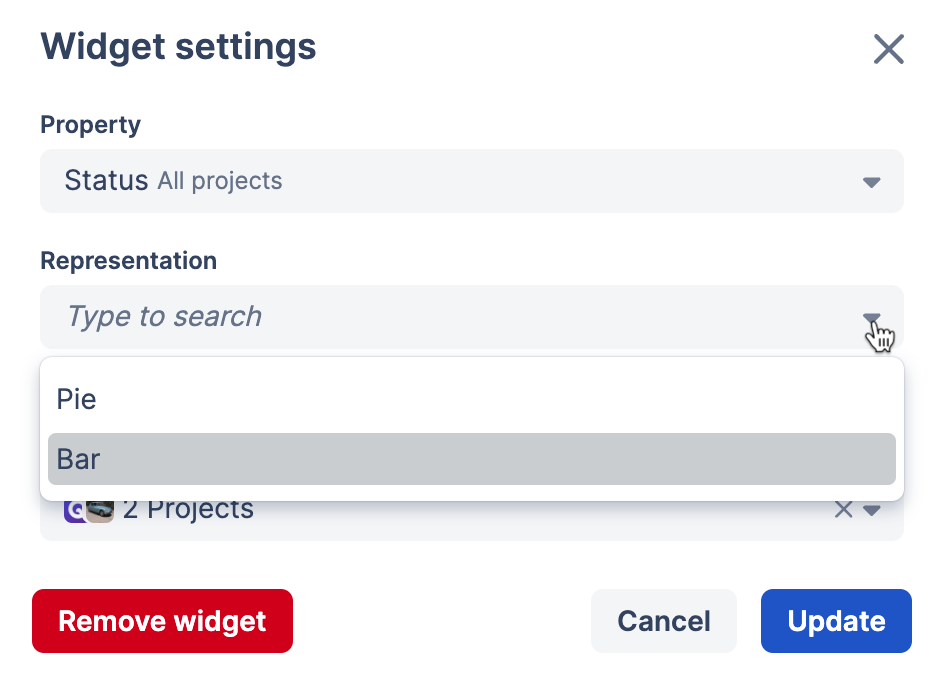 Widget settings
Property
Status All projects
Representation
Type to search
Pie
Bar
2 Projects
Remove widget
Cancel
Update